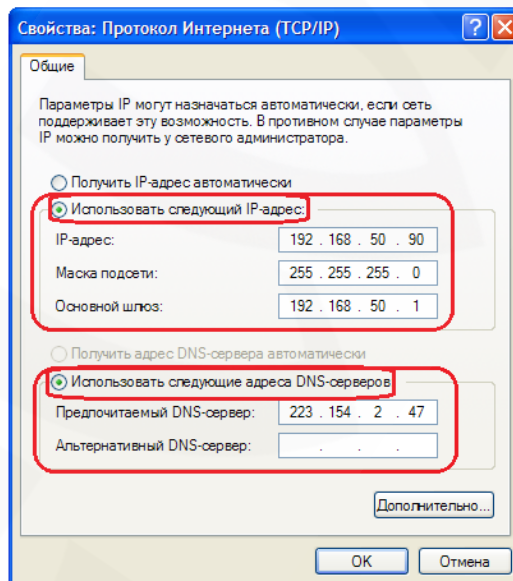 Свойства: Протокол Интернета (TCP/IP)
Общие
Параметры IP могут назначаться автоматически, если сеть
поддерживает эту возможность. В противном случае параметры
IP можно получить у сетевого администратора.
Получить IP-адрес автоматически
Использовать следующий IP-адрес:
IP-адрес: 192 . 168 . 50 . 90
Маска подсети: 255 . 255 . 255 . 0
Основной шлюз: 192 . 168 . 50 . 1
Получить адрес DNS-сервера автоматически
Использовать следующие адреса DNS-серверов
Предпочитаемый DNS-сервер: 223 . 154 . 2 . 47
Альтернативный DNS-сервер: . . .
Дополнительно...
OK Отмена